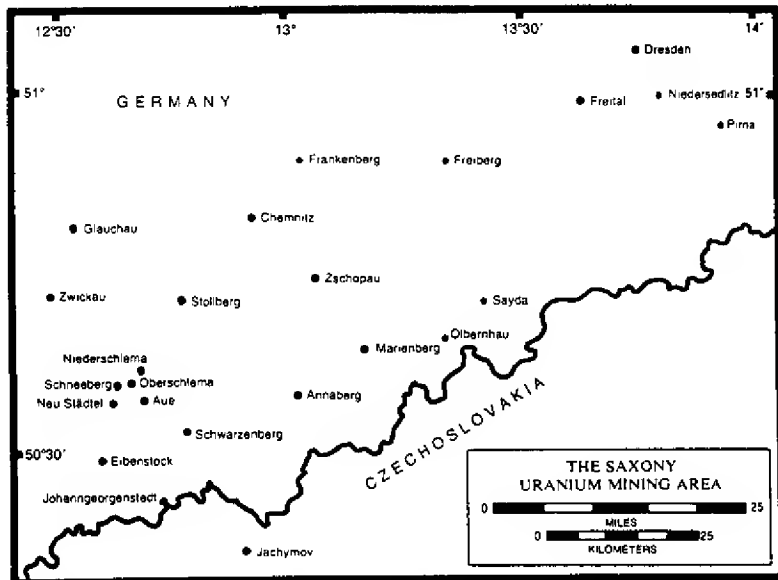 12°30'
13°
13°30'
14°
Dresden
51°
GERMANY
Freital
Niedersedlitz
51°
Pirna
Frankenberg
Freiberg
Glauchau
Chemnitz
Zschopau
Zwickau
Stollberg
Sayda
Olbernhau
Marienberg
Niederschlema
Schneeberg
Oberschlema
Neu Städtel
Aue
Annaberg
CZECHOSLOVAKIA
Schwarzenberg
50°30'
Eibenstock
Johanngeorgenstedt
Jachymov
THE SAXONY
URANIUM MINING AREA
0
25
MILES
0
25
KILOMETERS